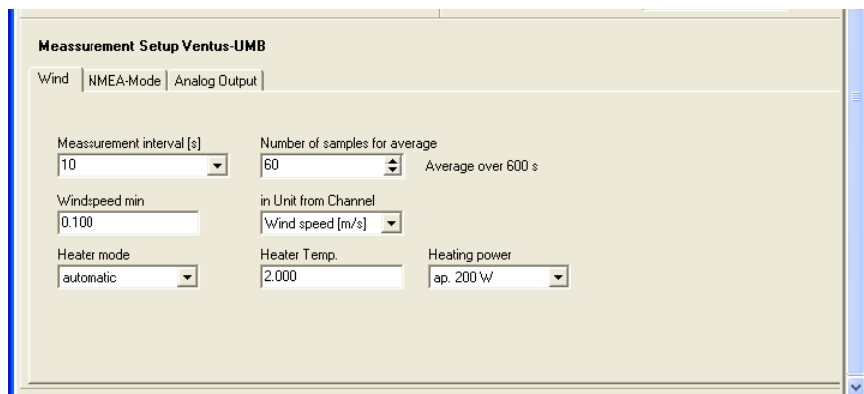 Meassurement Setup Ventus-UMB
Wind NMEA-Mode Analog Output
Meassurement interval [s] Number of samples for average
10 60 Average over 600 s
Windspeed min in Unit from Channel
0.100 Wind speed [m/s]
Heater mode Heater Temp. Heating power
automatic 2.000 ap. 200 W